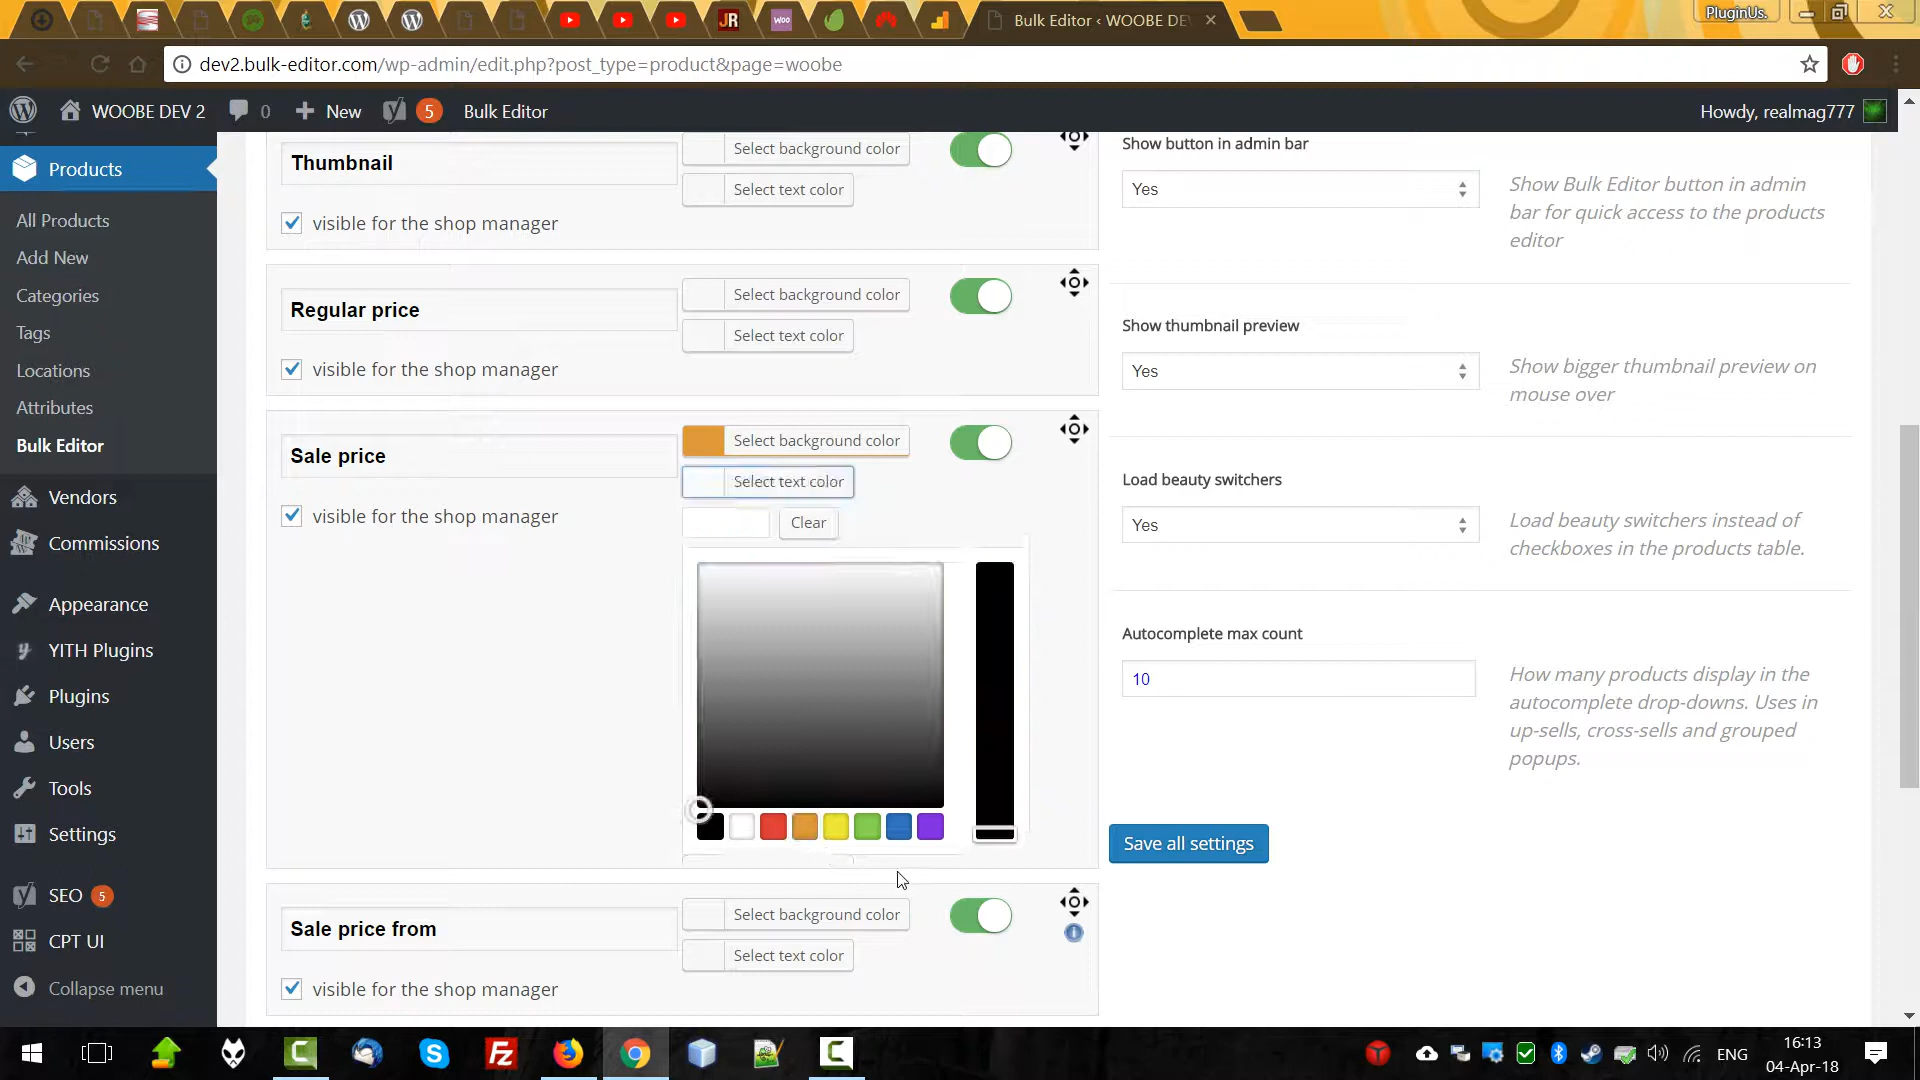 JR
WOO
Bulk Editor ‹ WOOBE DE
PluginUs.
dev2.bulk-editor.com/wp-admin/edit.php?post_type=product&page=woobe
WOOBE DEV 2
0
New
5
Bulk Editor
Howdy, realmag777
Products
All Products
Add New
Categories
Tags
Locations
Attributes
Bulk Editor
Vendors
Commissions
Appearance
YITH Plugins
Plugins
Users
Tools
Settings
SEO 5
CPT UI
Collapse menu
Thumbnail
Select background color
Select text color
visible for the shop manager
Regular price
Select background color
Select text color
visible for the shop manager
Sale price
Select background color
Select text color
Clear
visible for the shop manager
Sale price from
Select background color
Select text color
visible for the shop manager
Show button in admin bar
Yes
Show Bulk Editor button in admin
bar for quick access to the products
editor
Show thumbnail preview
Yes
Show bigger thumbnail preview on
mouse over
Load beauty switchers
Yes
Load beauty switchers instead of
checkboxes in the products table.
Autocomplete max count
10
How many products display in the
autocomplete drop-downs. Uses in
up-sells, cross-sells and grouped
popups.
Save all settings
ENG
16:13
04-Apr-18